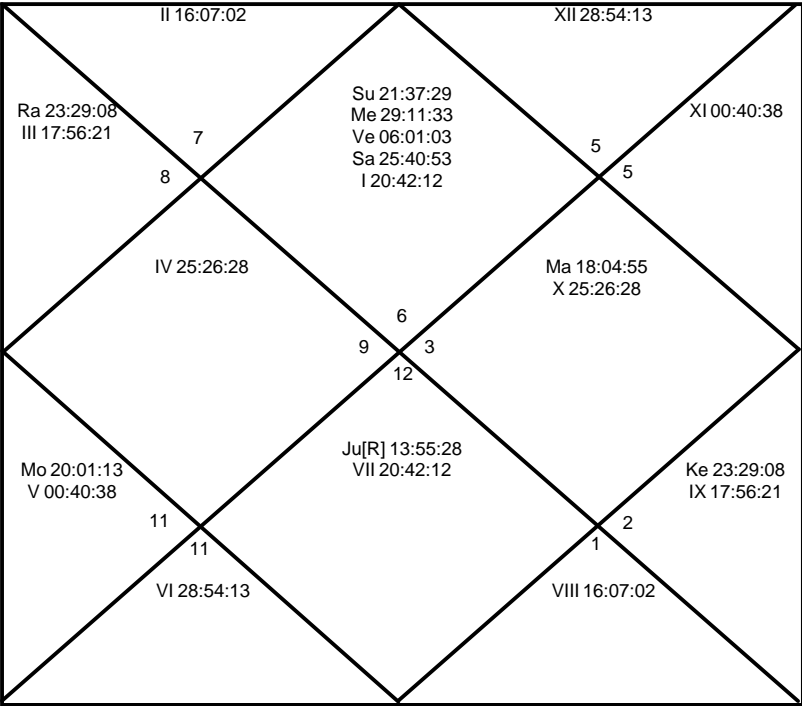 II 16:07:02
XII 28:54:13
Ra 23:29:08
III 17:56:21
Su 21:37:29
Me 29:11:33
Ve 06:01:03
Sa 25:40:53
I 20:42:12
XI 00:40:38
7
8
5
5
IV 25:26:28
Ma 18:04:55
X 25:26:28
6
9
3
12
Mo 20:01:13
V 00:40:38
Ju[R] 13:55:28
VII 20:42:12
Ke 23:29:08
IX 17:56:21
11
11
2
1
VI 28:54:13
VIII 16:07:02